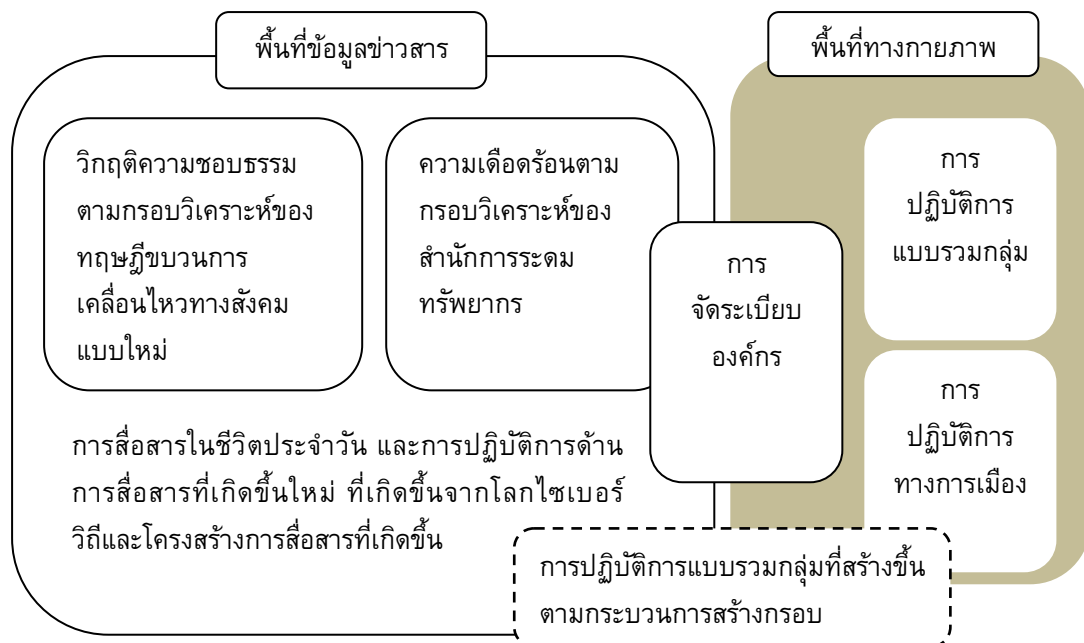 พื้นที่ข้อมูลข่าวสาร
พื้นที่ทางกายภาพ
วิกฤติความชอบธรรม
ตามกรอบวิเคราะห์ของ
ทฤษฎีขบวนการ
เคลื่อนไหวทางสังคม
แบบใหม่
ความเดือดร้อนตาม
กรอบวิเคราะห์ของ
สำนักการระดม
ทรัพยากร
การ
จัดระเบียบ
องค์กร
การ
ปฏิบัติการ
แบบรวมกลุ่ม
การ
ปฏิบัติการ
ทางการเมือง
การสื่อสารในชีวิตประจำวัน และการปฏิบัติการด้าน
การสื่อสารที่เกิดขึ้นใหม่ ที่เกิดขึ้นจากโลกไซเบอร์
วิถีและโครงสร้างการสื่อสารที่เกิดขึ้น
การปฏิบัติการแบบรวมกลุ่มที่สร้างขึ้น
ตามกระบวนการสร้างกรอบ